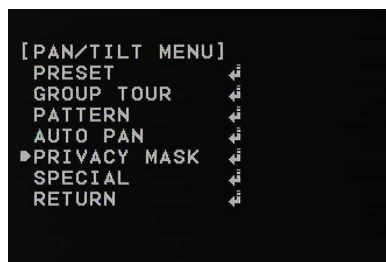 [PAN/TILT MENU]
PRESET
GROUP TOUR
PATTERN
AUTO PAN
PRIVACY MASK
SPECIAL
RETURN